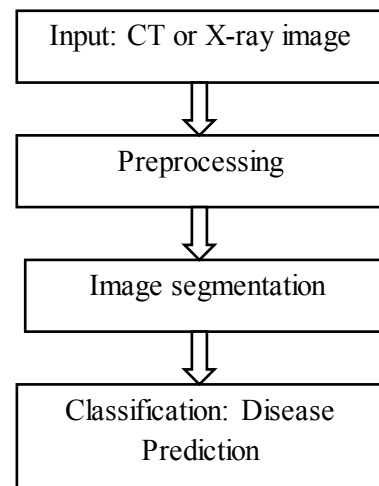 Input: CT or X-ray image
Preprocessing
Image segmentation
Classification: Disease
Prediction